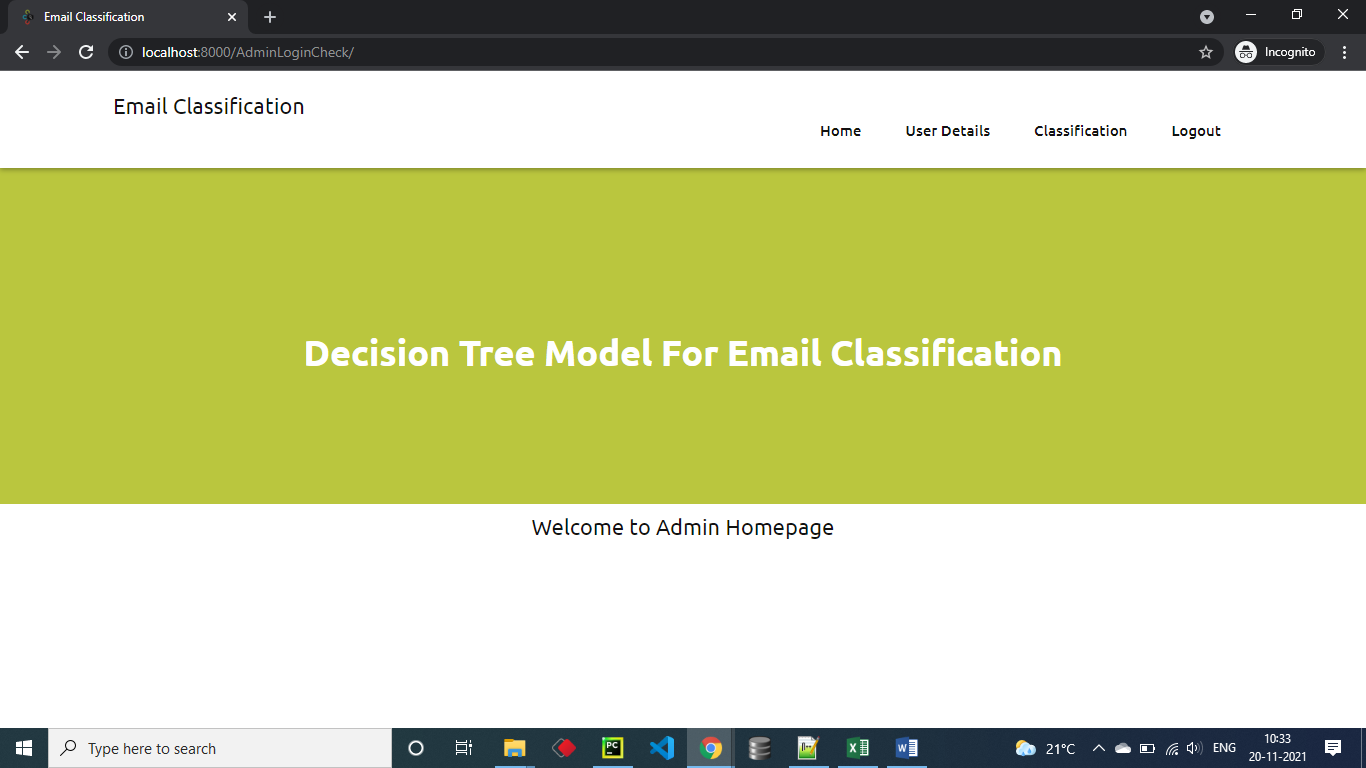 Email Classification
localhost:8000/AdminLoginCheck/
Incognito
Email Classification
Home User Details Classification Logout
Decision Tree Model For Email Classification
Welcome to Admin Homepage
Type here to search
PC
21°C
ENG
10:33
20-11-2021